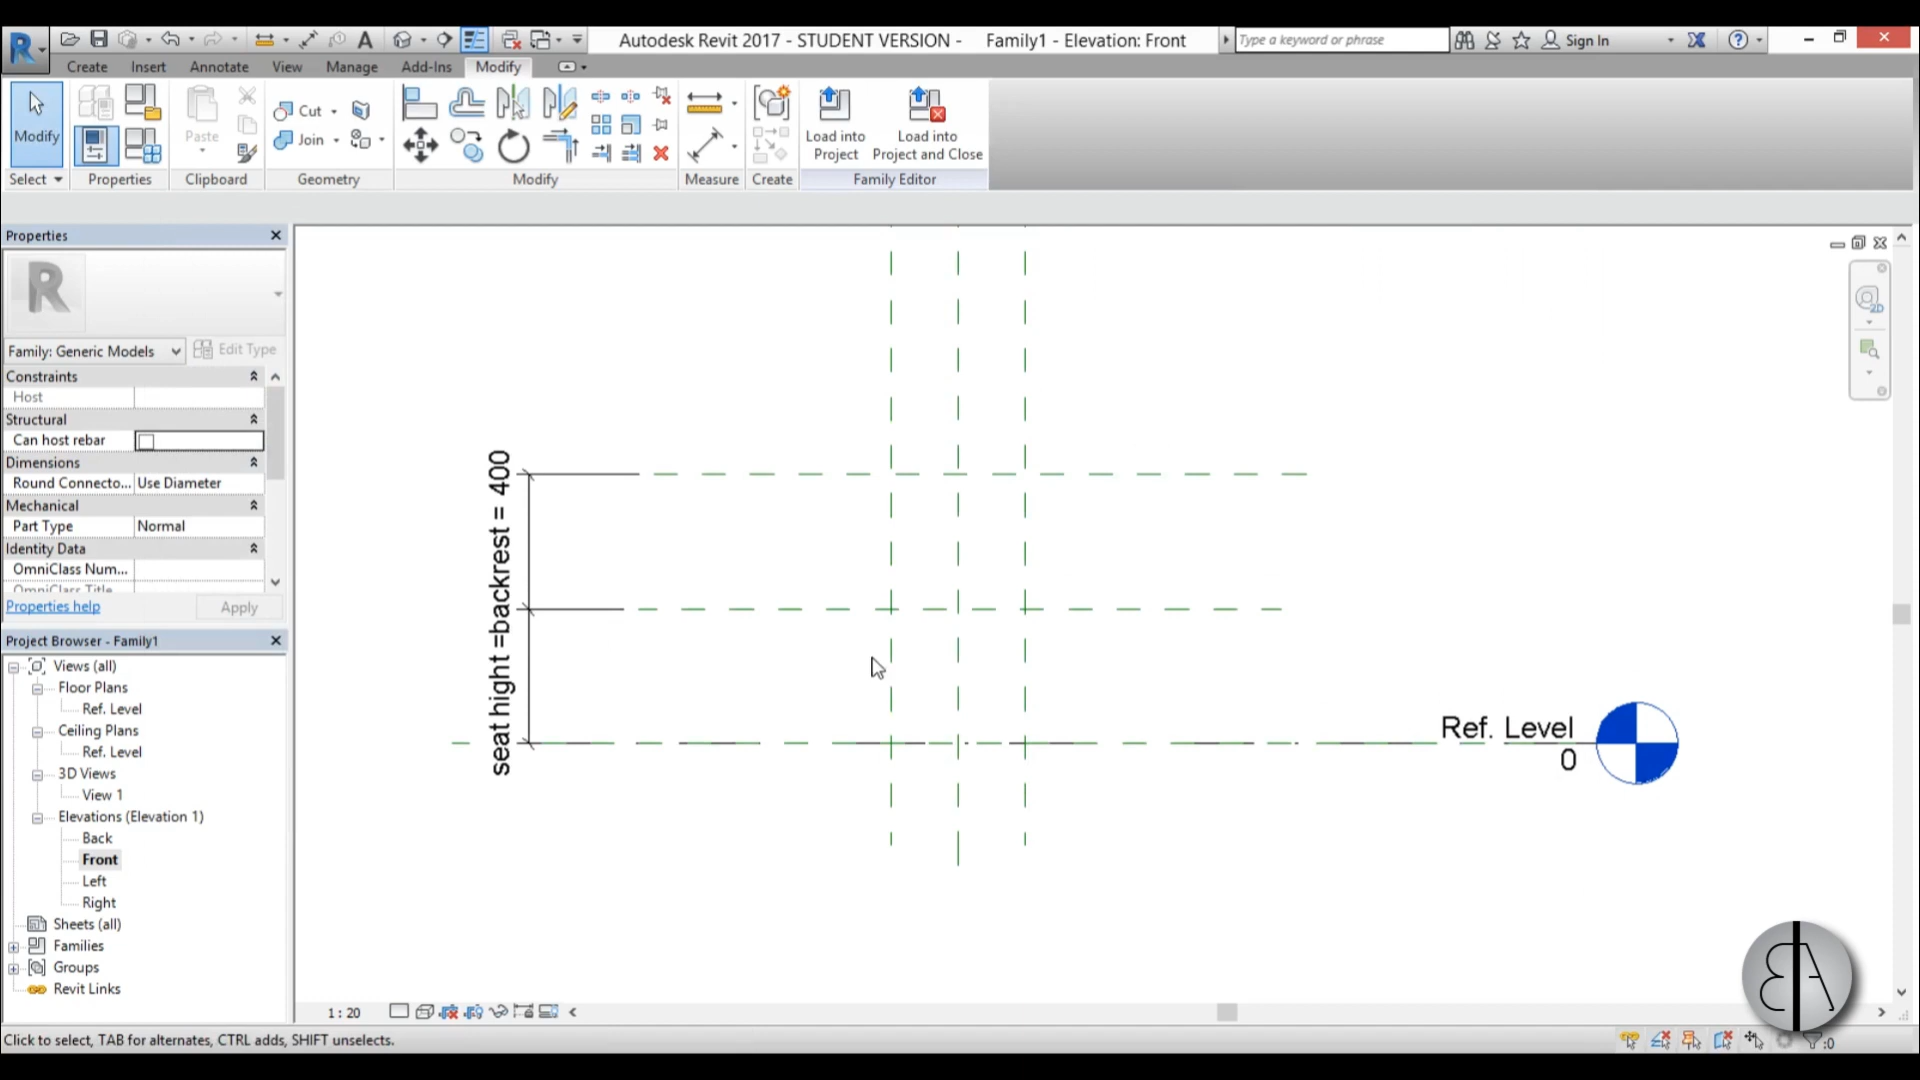 Autodesk Revit 2017 - STUDENT VERSION - Family1 - Elevation: Front
Type a keyword or phrase
Sign In
Create Insert Annotate View Manage Add-Ins Modify
Modify
Paste
Cut
Join
Load into Project
Load into Project and Close
Select Properties Clipboard Geometry Modify Measure Create Family Editor
Properties
Family: Generic Models Edit Type
Constraints
Host
Structural
Can host rebar
Dimensions
Round Connecto... Use Diameter
Mechanical
Part Type Normal
Identity Data
OmniClass Num...
OmniClass Title
Properties help Apply
Project Browser - Family1
Views (all)
Floor Plans
Ref. Level
Ceiling Plans
Ref. Level
3D Views
View 1
Elevations (Elevation 1)
Back
Front
Left
Right
Sheets (all)
Families
Groups
Revit Links
seat hight =backrest = 400
Ref. Level
0
2D
1 : 20
Click to select, TAB for alternates, CTRL adds, SHIFT unselects.
:0